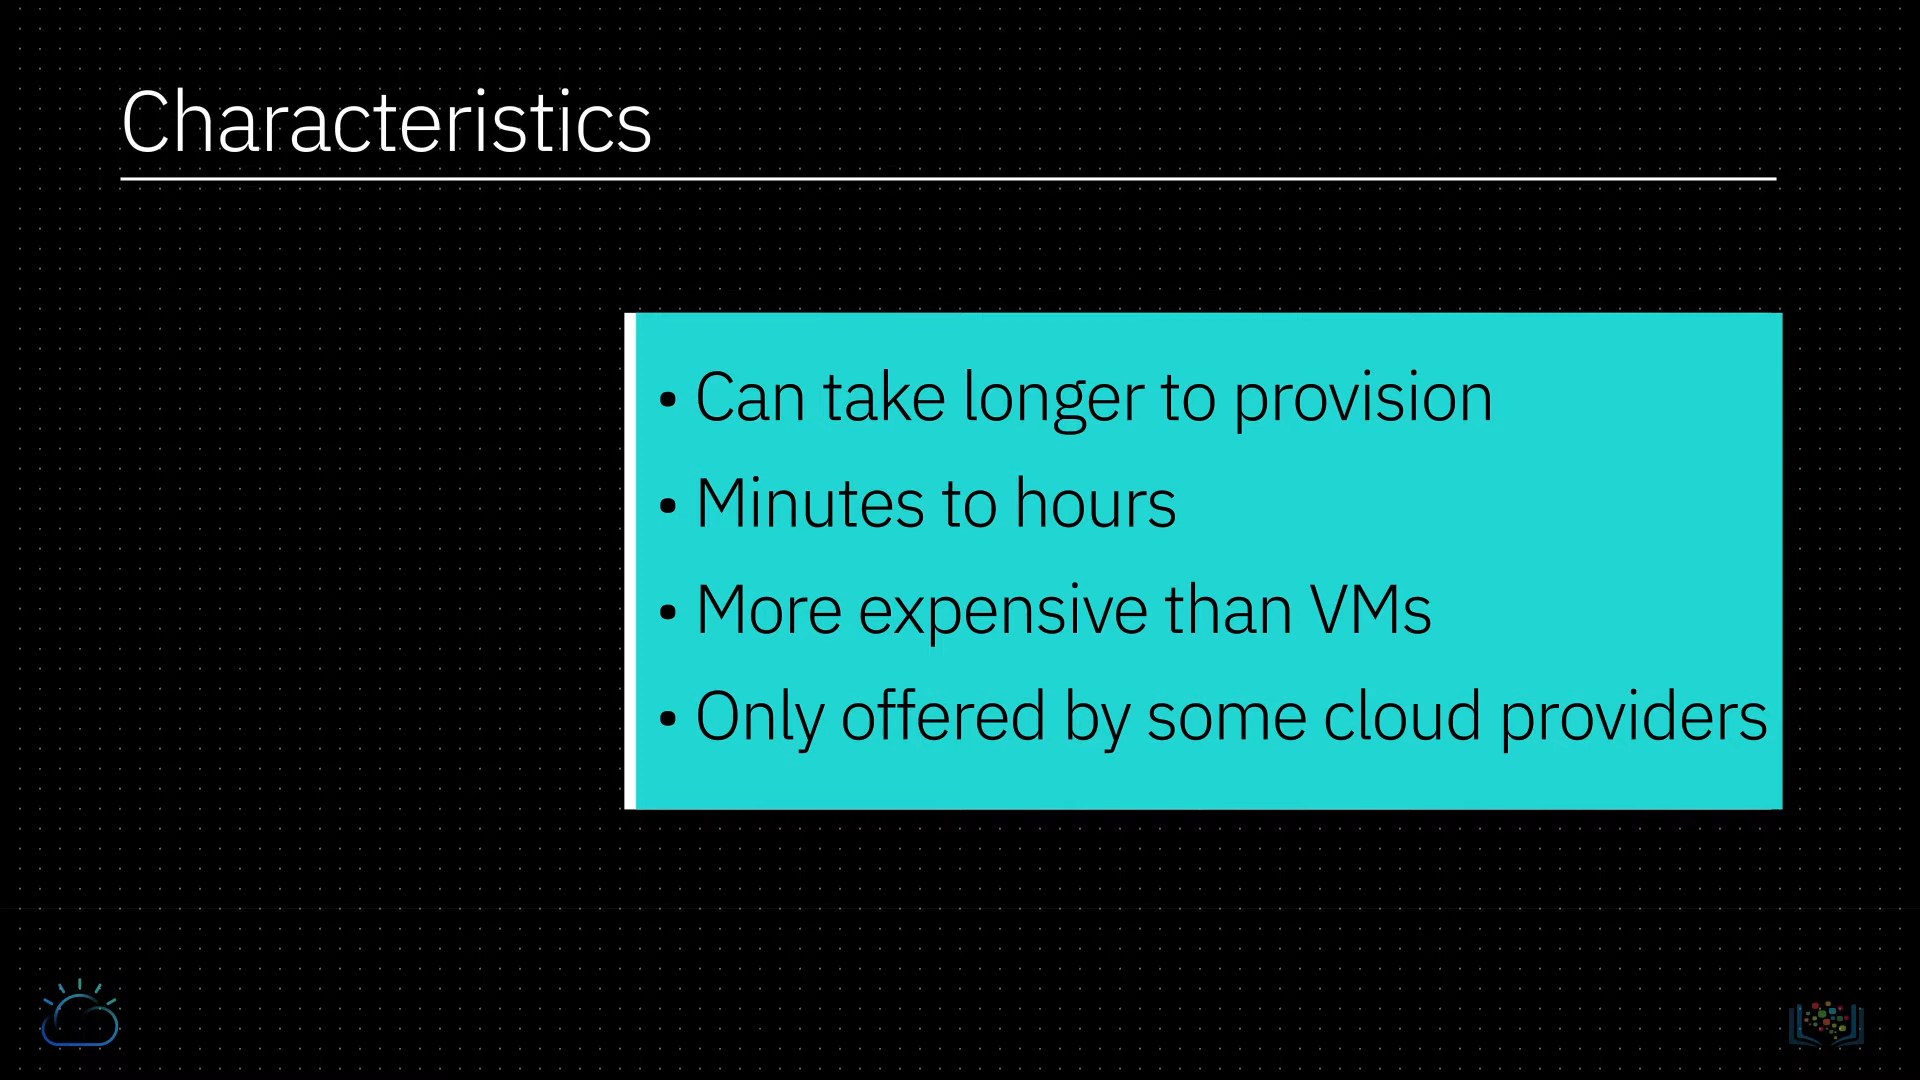 Characteristics
• Can take longer to provision
• Minutes to hours
• More expensive than VMs
• Only offered by some cloud providers